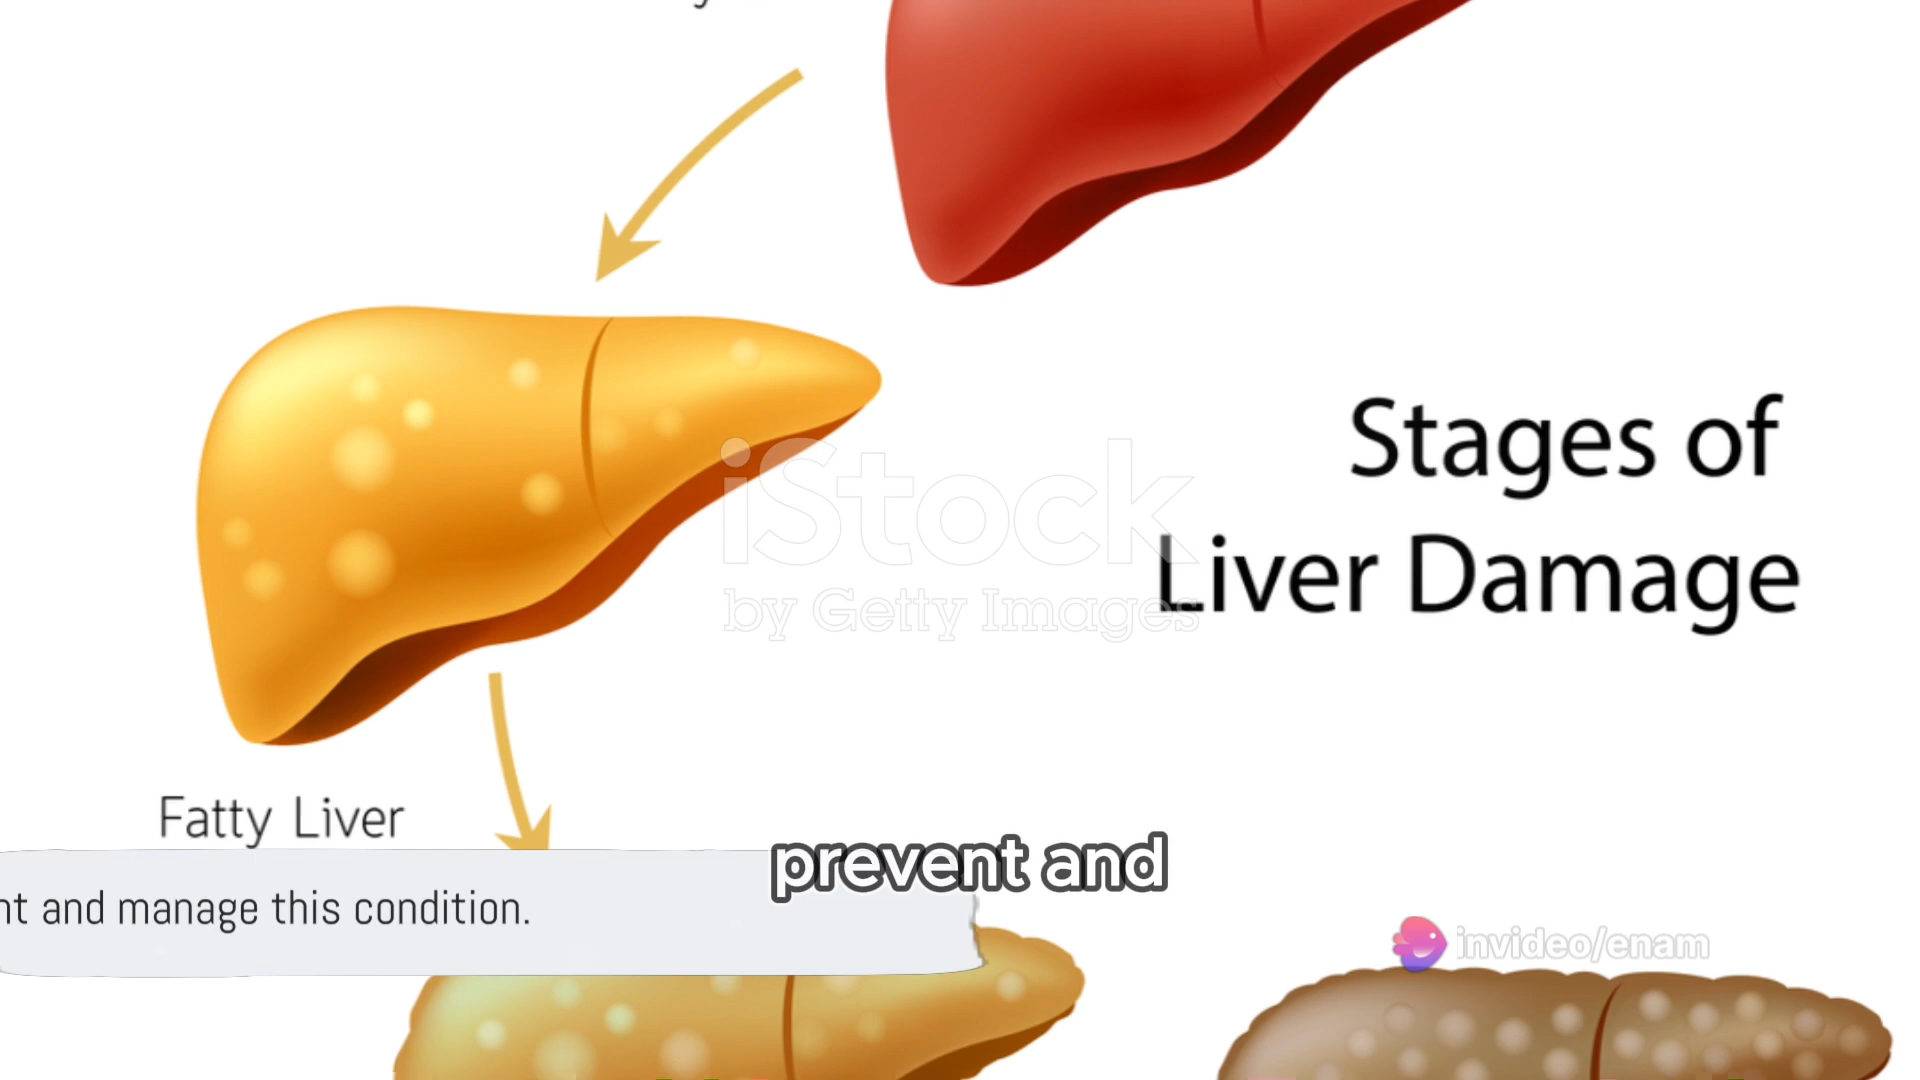 Stages of
Liver Damage
iStock
by Getty Images
Fatty Liver
prevent and
nt and manage this condition.
invideo/enam